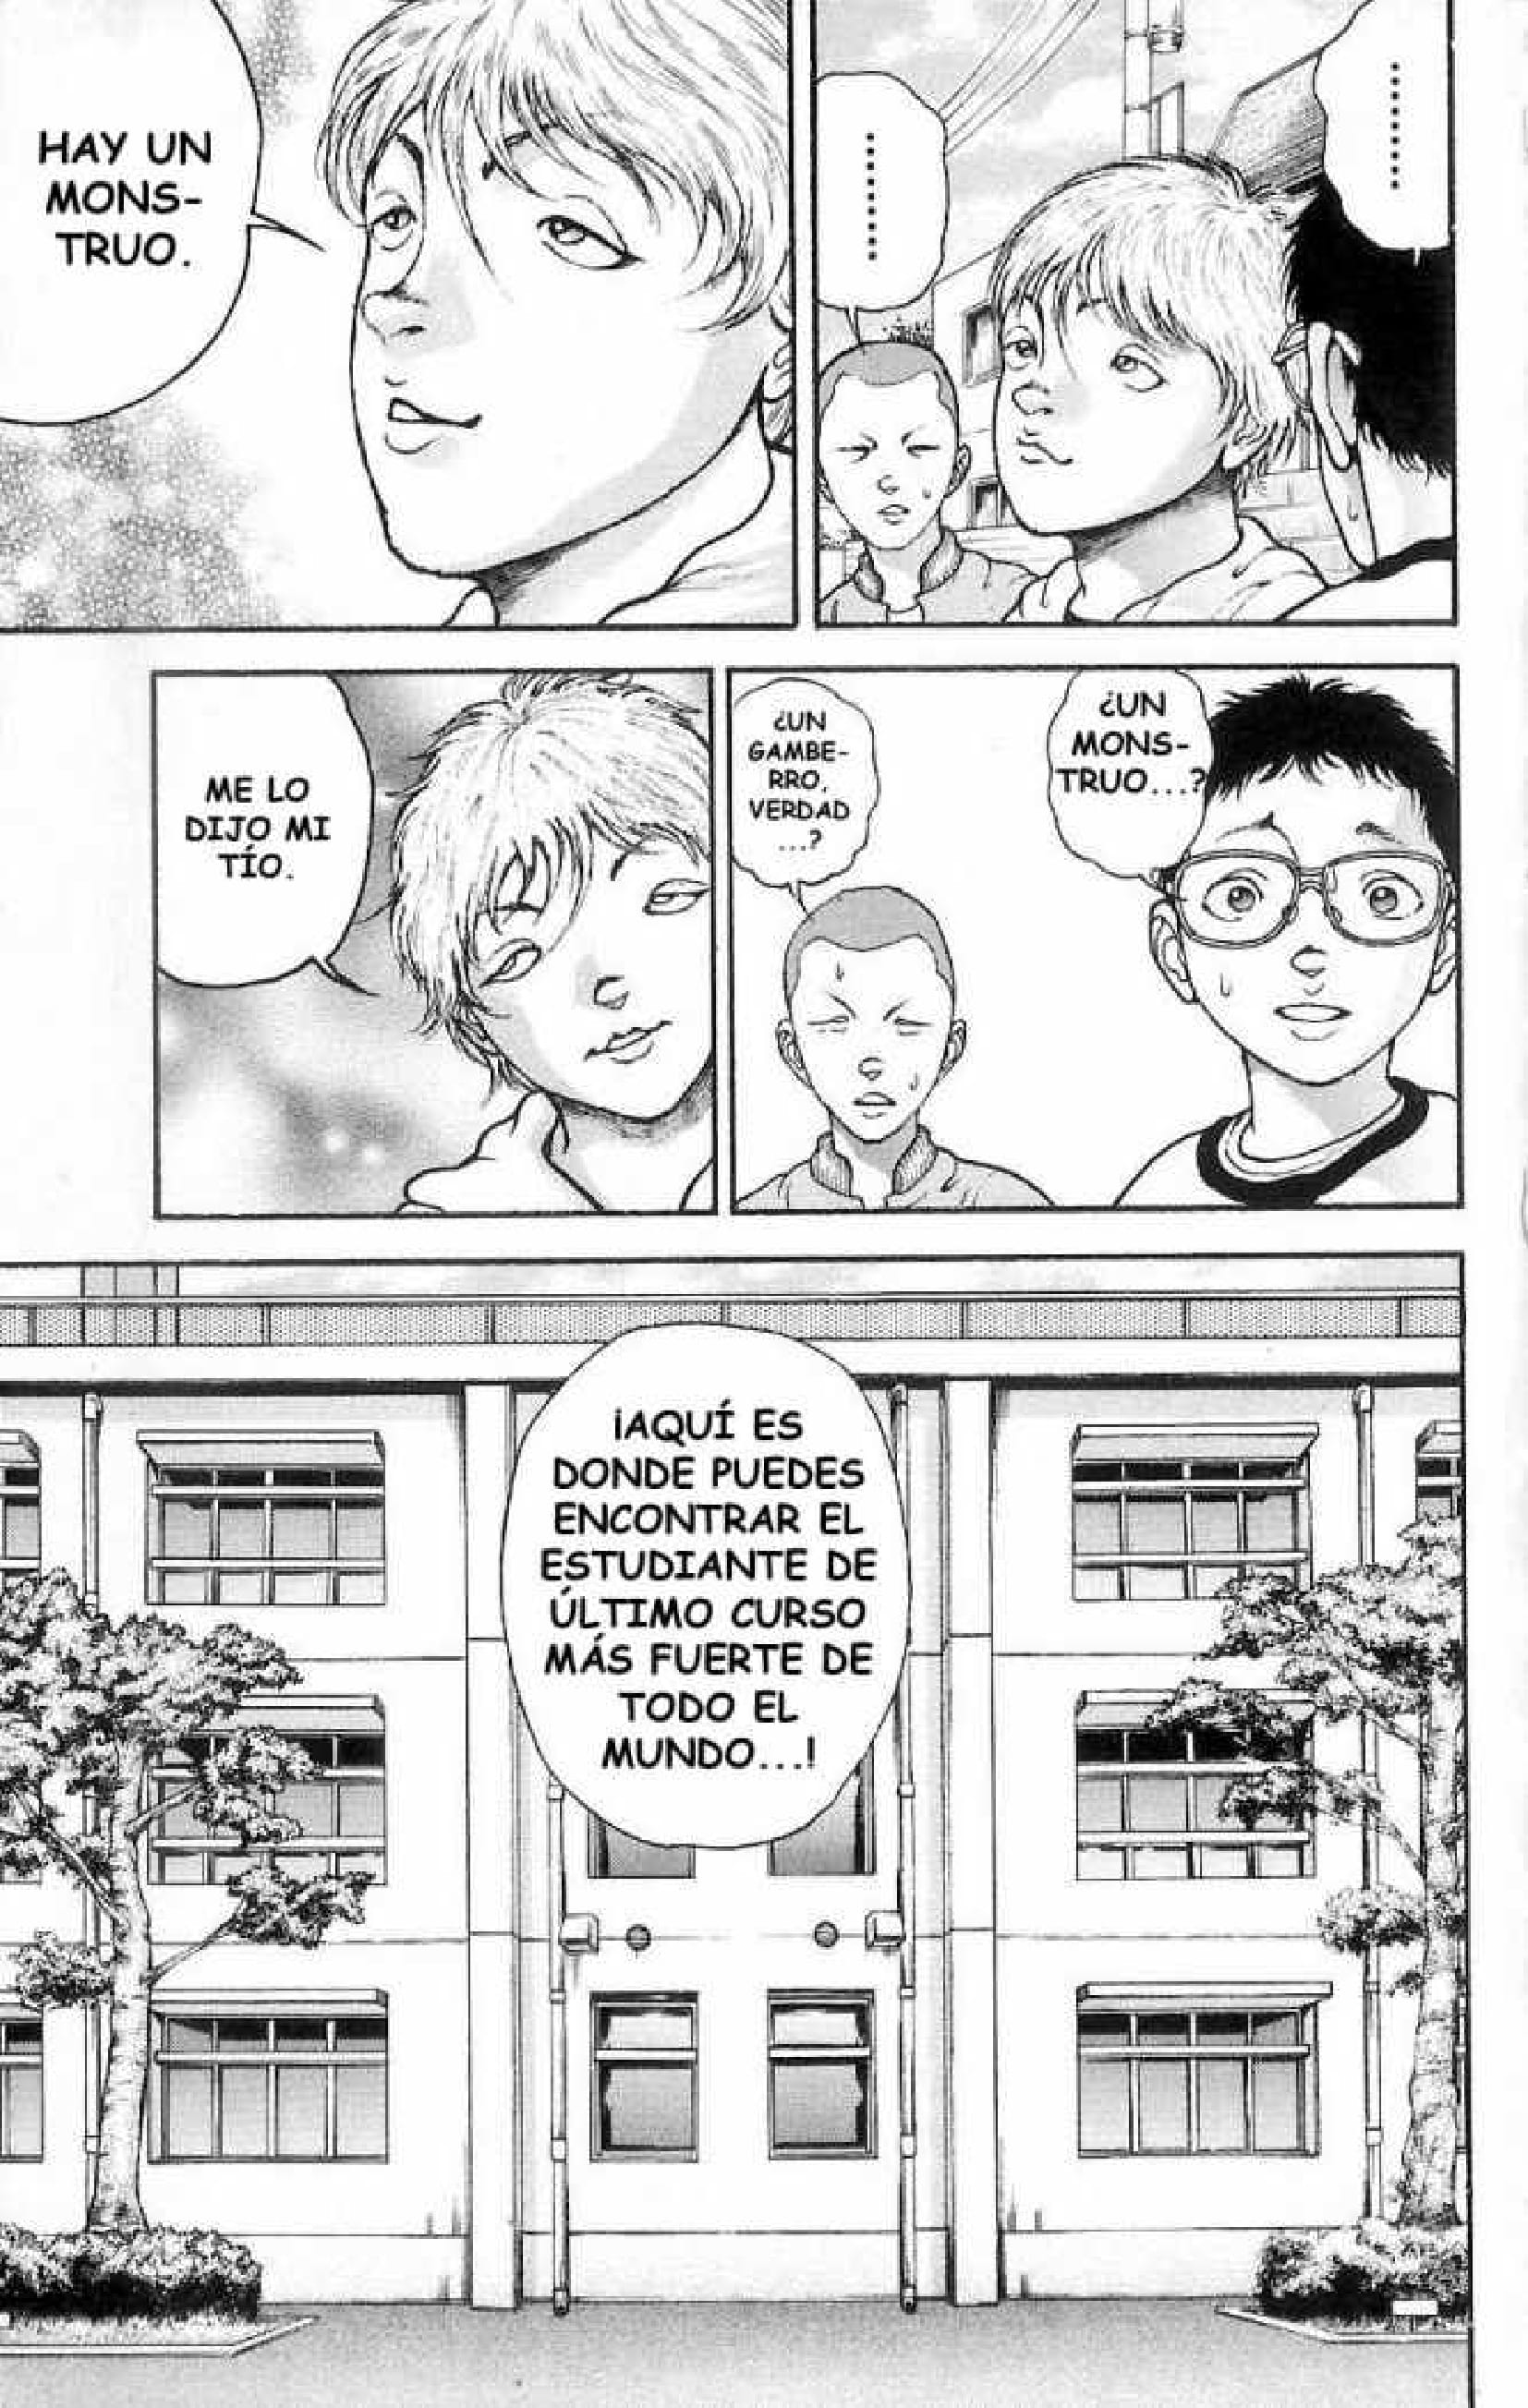 ........
........
HAY UN
MONS-
TRUO.
¿UN
MONS-
TRUO...?
¿UN
GAMBE-
RRO,
VERDAD
...?
ME LO
DIJO MI
TÍO.
¡AQUÍ ES
DONDE PUEDES
ENCONTRAR EL
ESTUDIANTE DE
ÚLTIMO CURSO
MÁS FUERTE DE
TODO EL
MUNDO...!